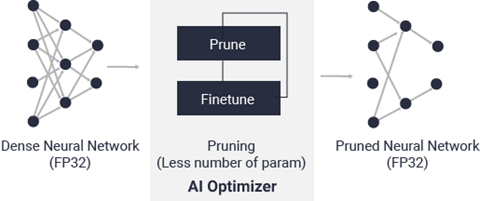 Prune
Finetune
Dense Neural Network
(FP32)
Pruning
(Less number of param)
AI Optimizer
Pruned Neural Network
(FP32)